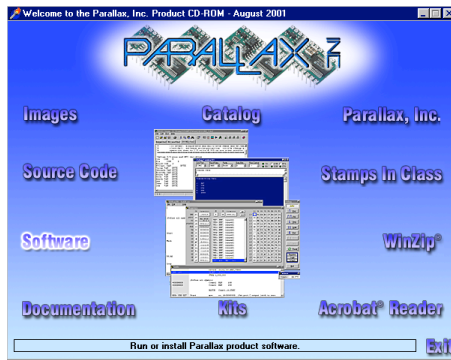 Welcome to the Parallax, Inc. Product CD-ROM - August 2001
PARALLAX INC
Images
Catalog
Parallax, Inc.
Source Code
Stamps In Class
Software
WinZip®
Documentation
Kits
Acrobat® Reader
Run or install Parallax product software.
Exit